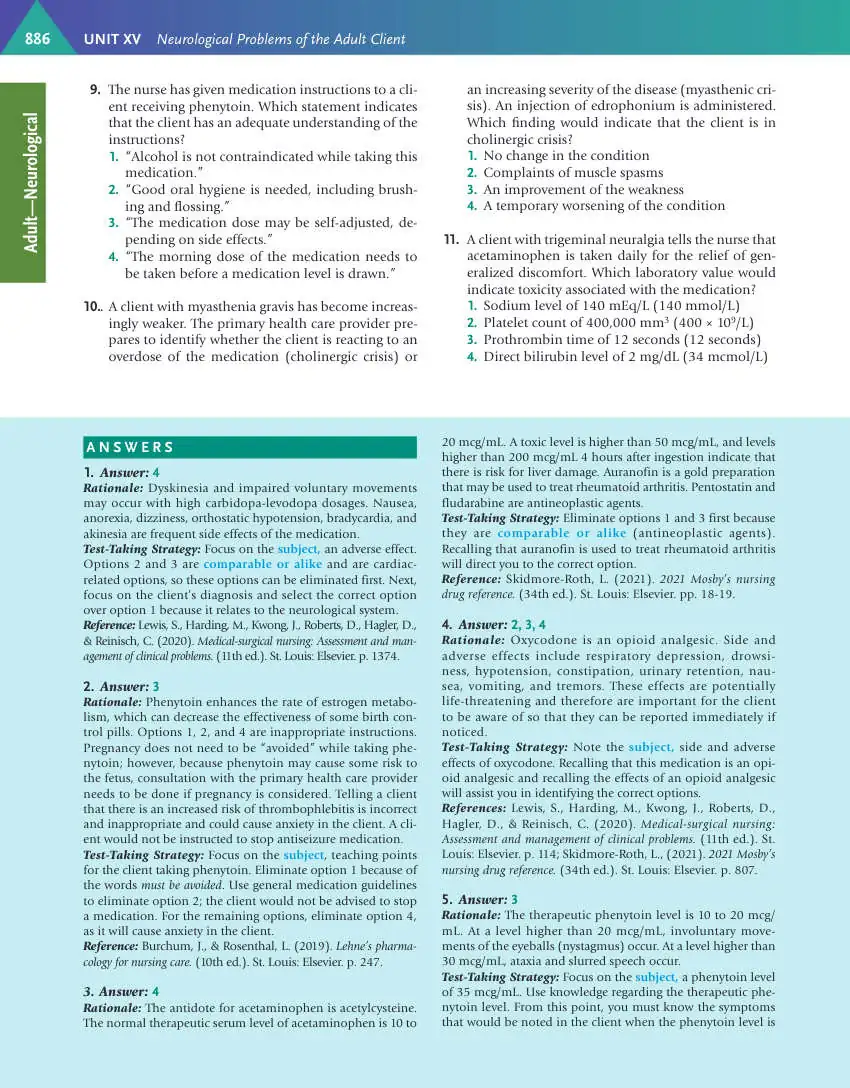 886
UNIT XV Neurological Problems of the Adult Client
Adult—Neurological
9. The nurse has given medication instructions to a cli-
ent receiving phenytoin. Which statement indicates
that the client has an adequate understanding of the
instructions?
1. “Alcohol is not contraindicated while taking this
medication.”
2. “Good oral hygiene is needed, including brush-
ing and flossing.”
3. “The medication dose may be self-adjusted, de-
pending on side effects.”
4. “The morning dose of the medication needs to
be taken before a medication level is drawn.”
10.. A client with myasthenia gravis has become increas-
ingly weaker. The primary health care provider pre-
pares to identify whether the client is reacting to an
overdose of the medication (cholinergic crisis) or
an increasing severity of the disease (myasthenic cri-
sis). An injection of edrophonium is administered.
Which finding would indicate that the client is in
cholinergic crisis?
1. No change in the condition
2. Complaints of muscle spasms
3. An improvement of the weakness
4. A temporary worsening of the condition
11. A client with trigeminal neuralgia tells the nurse that
acetaminophen is taken daily for the relief of gen-
eralized discomfort. Which laboratory value would
indicate toxicity associated with the medication?
1. Sodium level of 140 mEq/L (140 mmol/L)
2. Platelet count of 400,000 mm³ (400 × 10⁹/L)
3. Prothrombin time of 12 seconds (12 seconds)
4. Direct bilirubin level of 2 mg/dL (34 mcmol/L)
ANSWERS
1. Answer: 4
Rationale: Dyskinesia and impaired voluntary movements
may occur with high carbidopa-levodopa dosages. Nausea,
anorexia, dizziness, orthostatic hypotension, bradycardia, and
akinesia are frequent side effects of the medication.
Test-Taking Strategy: Focus on the subject, an adverse effect.
Options 2 and 3 are comparable or alike and are cardiac-
related options, so these options can be eliminated first. Next,
focus on the client's diagnosis and select the correct option
over option 1 because it relates to the neurological system.
Reference: Lewis, S., Harding, M., Kwong, J., Roberts, D., Hagler, D.,
& Reinisch, C. (2020). Medical-surgical nursing: Assessment and man-
agement of clinical problems. (11th ed.). St. Louis: Elsevier. p. 1374.
2. Answer: 3
Rationale: Phenytoin enhances the rate of estrogen metabo-
lism, which can decrease the effectiveness of some birth con-
trol pills. Options 1, 2, and 4 are inappropriate instructions.
Pregnancy does not need to be “avoided” while taking phe-
nytoin; however, because phenytoin may cause some risk to
the fetus, consultation with the primary health care provider
needs to be done if pregnancy is considered. Telling a client
that there is an increased risk of thrombophlebitis is incorrect
and inappropriate and could cause anxiety in the client. A cli-
ent would not be instructed to stop antiseizure medication.
Test-Taking Strategy: Focus on the subject, teaching points
for the client taking phenytoin. Eliminate option 1 because of
the words must be avoided. Use general medication guidelines
to eliminate option 2; the client would not be advised to stop
a medication. For the remaining options, eliminate option 4,
as it will cause anxiety in the client.
Reference: Burchum, J., & Rosenthal, L. (2019). Lehne's pharma-
cology for nursing care. (10th ed.). St. Louis: Elsevier. p. 247.
3. Answer: 4
Rationale: The antidote for acetaminophen is acetylcysteine.
The normal therapeutic serum level of acetaminophen is 10 to
20 mcg/mL. A toxic level is higher than 50 mcg/mL, and levels
higher than 200 mcg/mL 4 hours after ingestion indicate that
there is risk for liver damage. Auranofin is a gold preparation
that may be used to treat rheumatoid arthritis. Pentostatin and
fludarabine are antineoplastic agents.
Test-Taking Strategy: Eliminate options 1 and 3 first because
they are comparable or alike (antineoplastic agents).
Recalling that auranofin is used to treat rheumatoid arthritis
will direct you to the correct option.
Reference: Skidmore-Roth, L. (2021). 2021 Mosby's nursing
drug reference. (34th ed.). St. Louis: Elsevier. pp. 18-19.
4. Answer: 2, 3, 4
Rationale: Oxycodone is an opioid analgesic. Side and
adverse effects include respiratory depression, drowsi-
ness, hypotension, constipation, urinary retention, nau-
sea, vomiting, and tremors. These effects are potentially
life-threatening and therefore are important for the client
to be aware of so that they can be reported immediately if
noticed.
Test-Taking Strategy: Note the subject, side and adverse
effects of oxycodone. Recalling that this medication is an opi-
oid analgesic and recalling the effects of an opioid analgesic
will assist you in identifying the correct options.
References: Lewis, S., Harding, M., Kwong, J., Roberts, D.,
Hagler, D., & Reinisch, C. (2020). Medical-surgical nursing:
Assessment and management of clinical problems. (11th ed.). St.
Louis: Elsevier. p. 114; Skidmore-Roth, L., (2021). 2021 Mosby's
nursing drug reference. (34th ed.). St. Louis: Elsevier. p. 807.
5. Answer: 3
Rationale: The therapeutic phenytoin level is 10 to 20 mcg/
mL. At a level higher than 20 mcg/mL, involuntary move-
ments of the eyeballs (nystagmus) occur. At a level higher than
30 mcg/mL, ataxia and slurred speech occur.
Test-Taking Strategy: Focus on the subject, a phenytoin level
of 35 mcg/mL. Use knowledge regarding the therapeutic phe-
nytoin level. From this point, you must know the symptoms
that would be noted in the client when the phenytoin level is